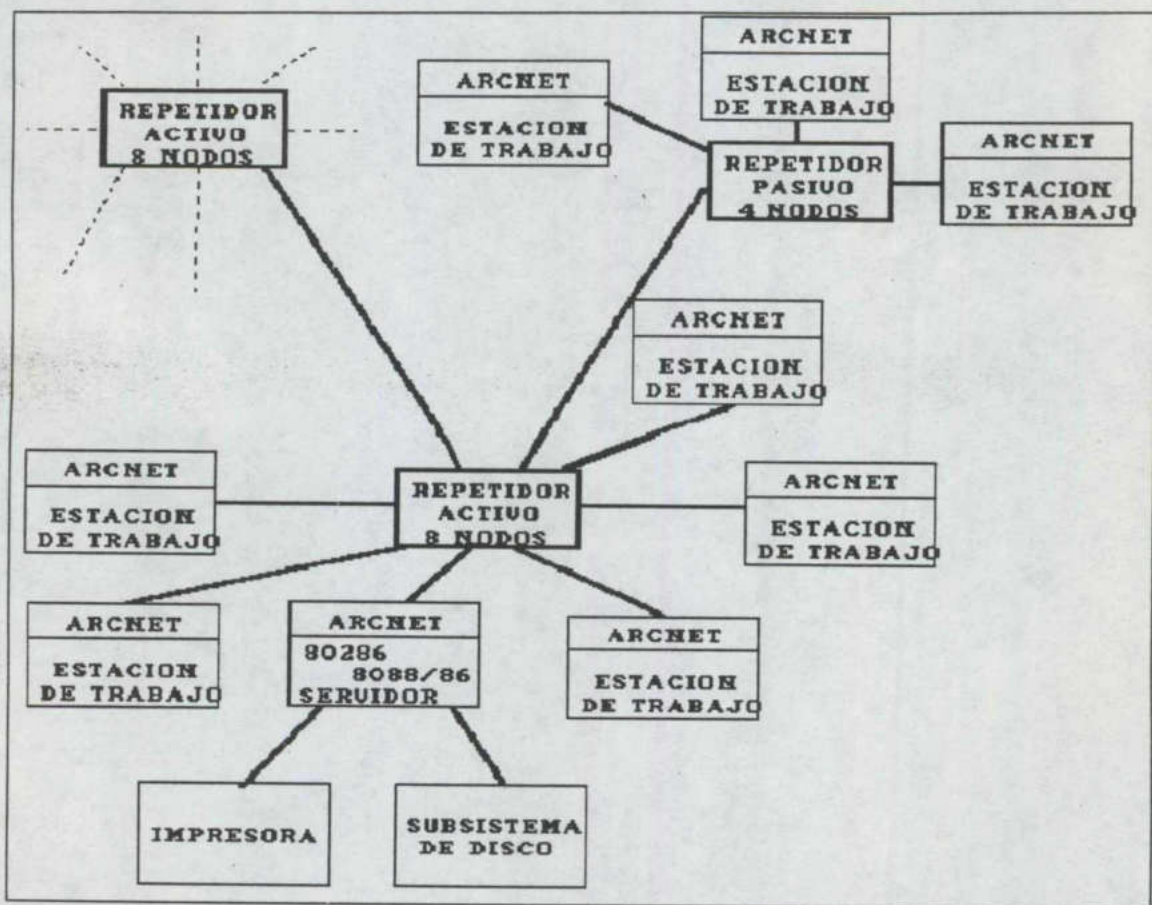 ARCNET
ESTACION
DE TRABAJO
ARCNET
ESTACION
DE TRABAJO
REPETIDOR
ACTIVO
8 NODOS
REPETIDOR
PASIVO
4 NODOS
ARCNET
ESTACION
DE TRABAJO
ARCNET
ESTACION
DE TRABAJO
ARCNET
ESTACION
DE TRABAJO
REPETIDOR
ACTIVO
8 NODOS
ARCNET
ESTACION
DE TRABAJO
ARCNET
ESTACION
DE TRABAJO
ARCNET
80286
8088/86
SERVIDOR
ARCNET
ESTACION
DE TRABAJO
IMPRESORA
SUBSISTEMA
DE DISCO